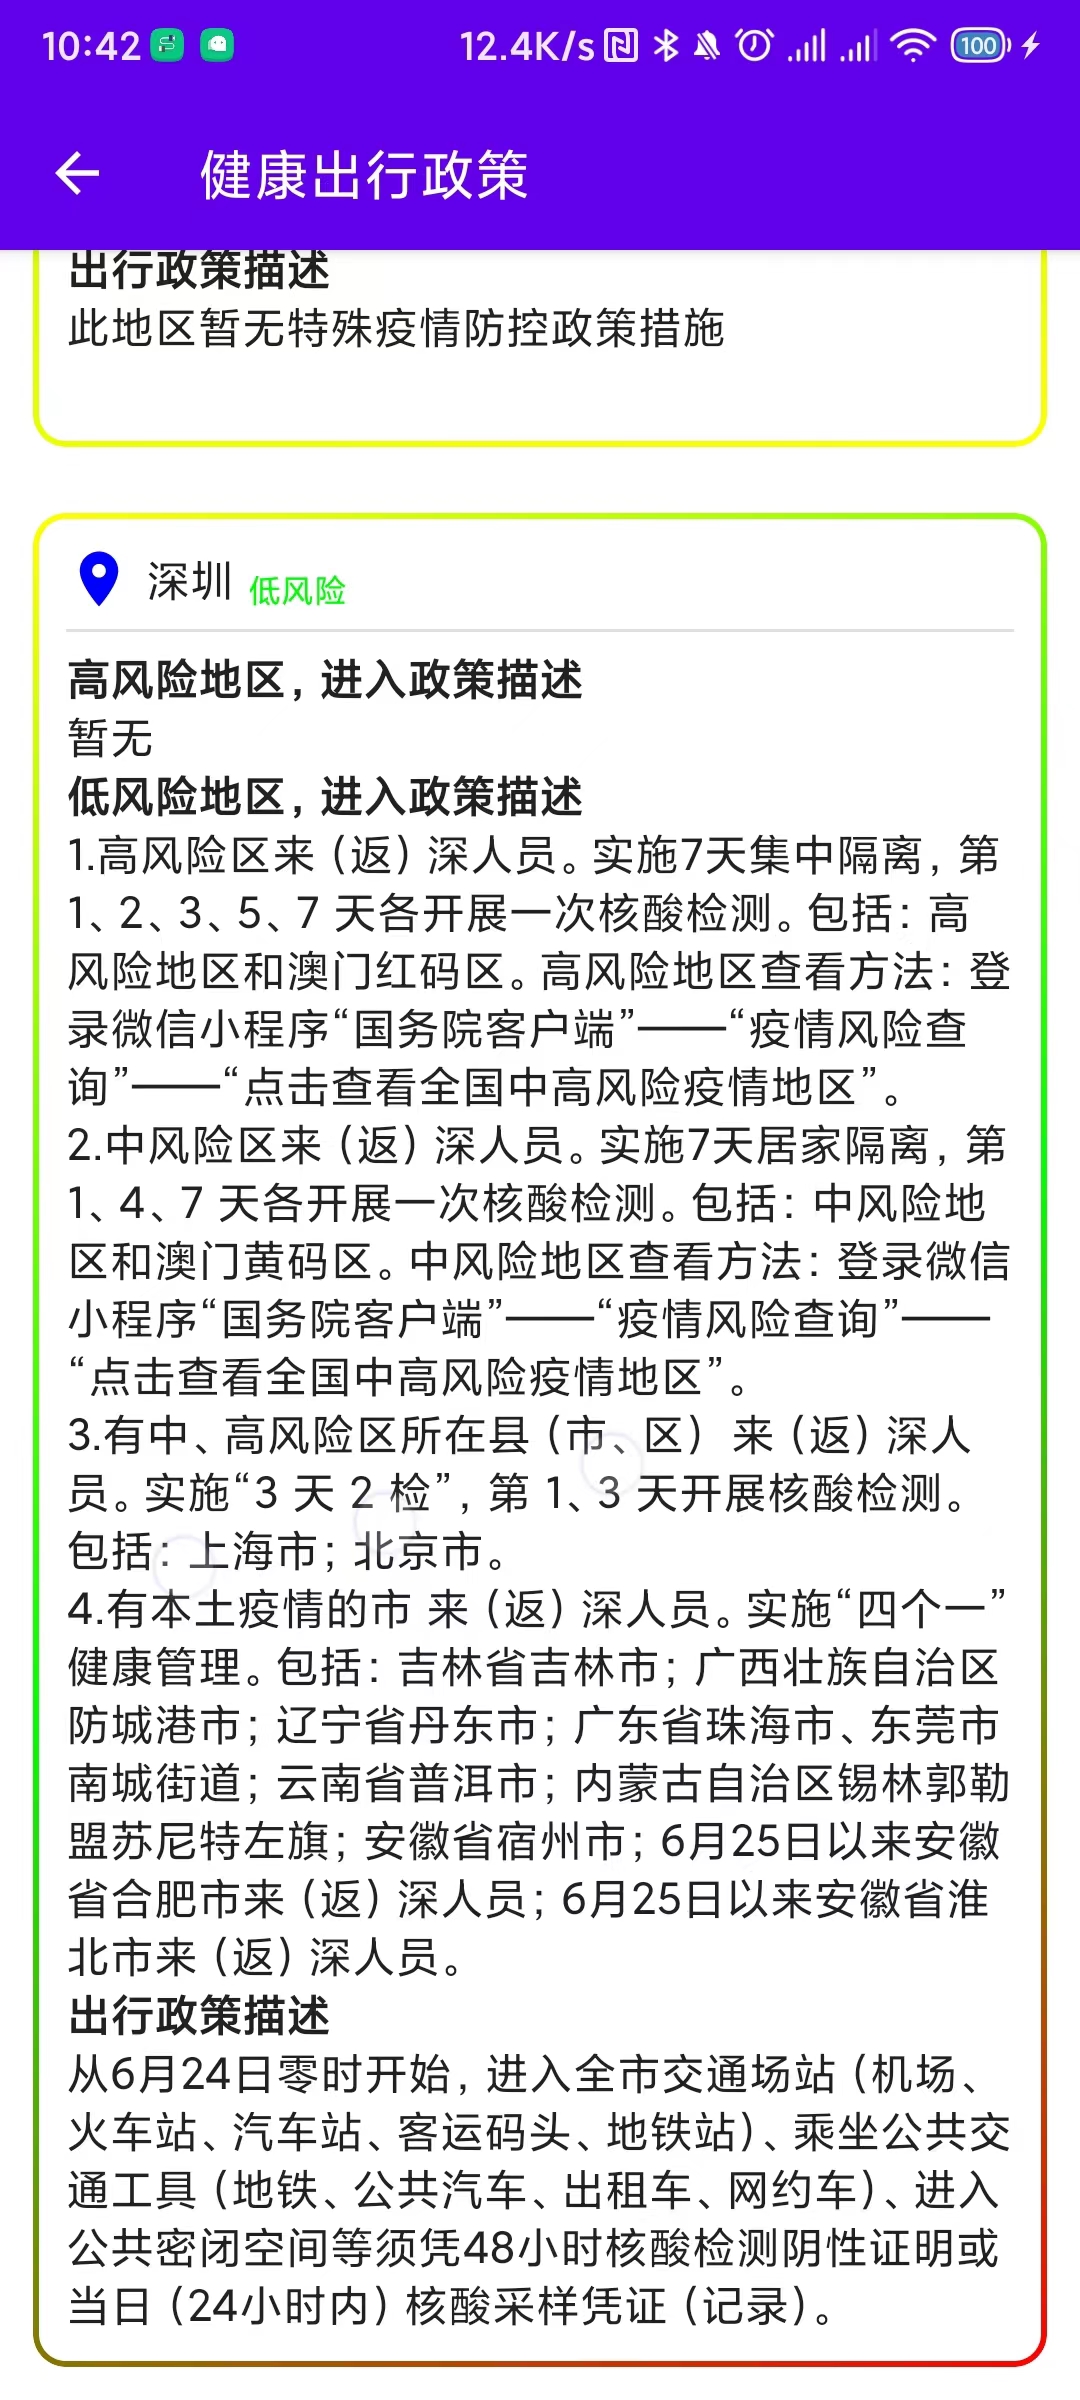 10:42 12.4K/s 100
健康出行政策
出行政策描述
此地区暂无特殊疫情防控政策措施
深圳 低风险
高风险地区，进入政策描述
暂无
低风险地区，进入政策描述
1.高风险区来（返）深人员。实施7天集中隔离，第
1、2、3、5、7 天各开展一次核酸检测。包括：高
风险地区和澳门红码区。高风险地区查看方法：登
录微信小程序“国务院客户端”——“疫情风险查
询”——“点击查看全国中高风险疫情地区”。
2.中风险区来（返）深人员。实施7天居家隔离，第
1、4、7 天各开展一次核酸检测。包括：中风险地
区和澳门黄码区。中风险地区查看方法：登录微信
小程序“国务院客户端”——“疫情风险查询”——
“点击查看全国中高风险疫情地区”。
3.有中、高风险区所在县（市、区） 来（返）深人
员。实施“3 天 2 检”，第 1、3 天开展核酸检测。
包括：上海市；北京市。
4.有本土疫情的市 来（返）深人员。实施“四个一”
健康管理。包括：吉林省吉林市；广西壮族自治区
防城港市；辽宁省丹东市；广东省珠海市、东莞市
南城街道；云南省普洱市；内蒙古自治区锡林郭勒
盟苏尼特左旗；安徽省宿州市；6月25日以来安徽
省合肥市来（返）深人员；6月25日以来安徽省淮
北市来（返）深人员。
出行政策描述
从6月24日零时开始，进入全市交通场站（机场、
火车站、汽车站、客运码头、地铁站）、乘坐公共交
通工具（地铁、公共汽车、出租车、网约车）、进入
公共密闭空间等须凭48小时核酸检测阴性证明或
当日（24小时内）核酸采样凭证（记录）。